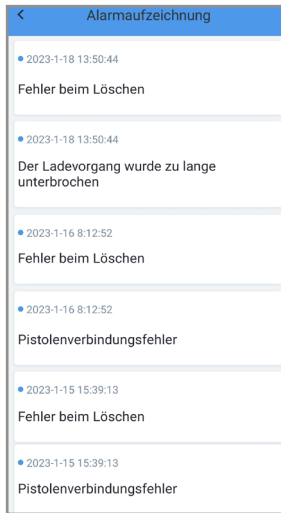 Alarmaufzeichnung
2023-1-18 13:50:44
Fehler beim Löschen
2023-1-18 13:50:44
Der Ladevorgang wurde zu lange
unterbrochen
2023-1-16 8:12:52
Fehler beim Löschen
2023-1-16 8:12:52
Pistolenverbindungsfehler
2023-1-15 15:39:13
Fehler beim Löschen
2023-1-15 15:39:13
Pistolenverbindungsfehler